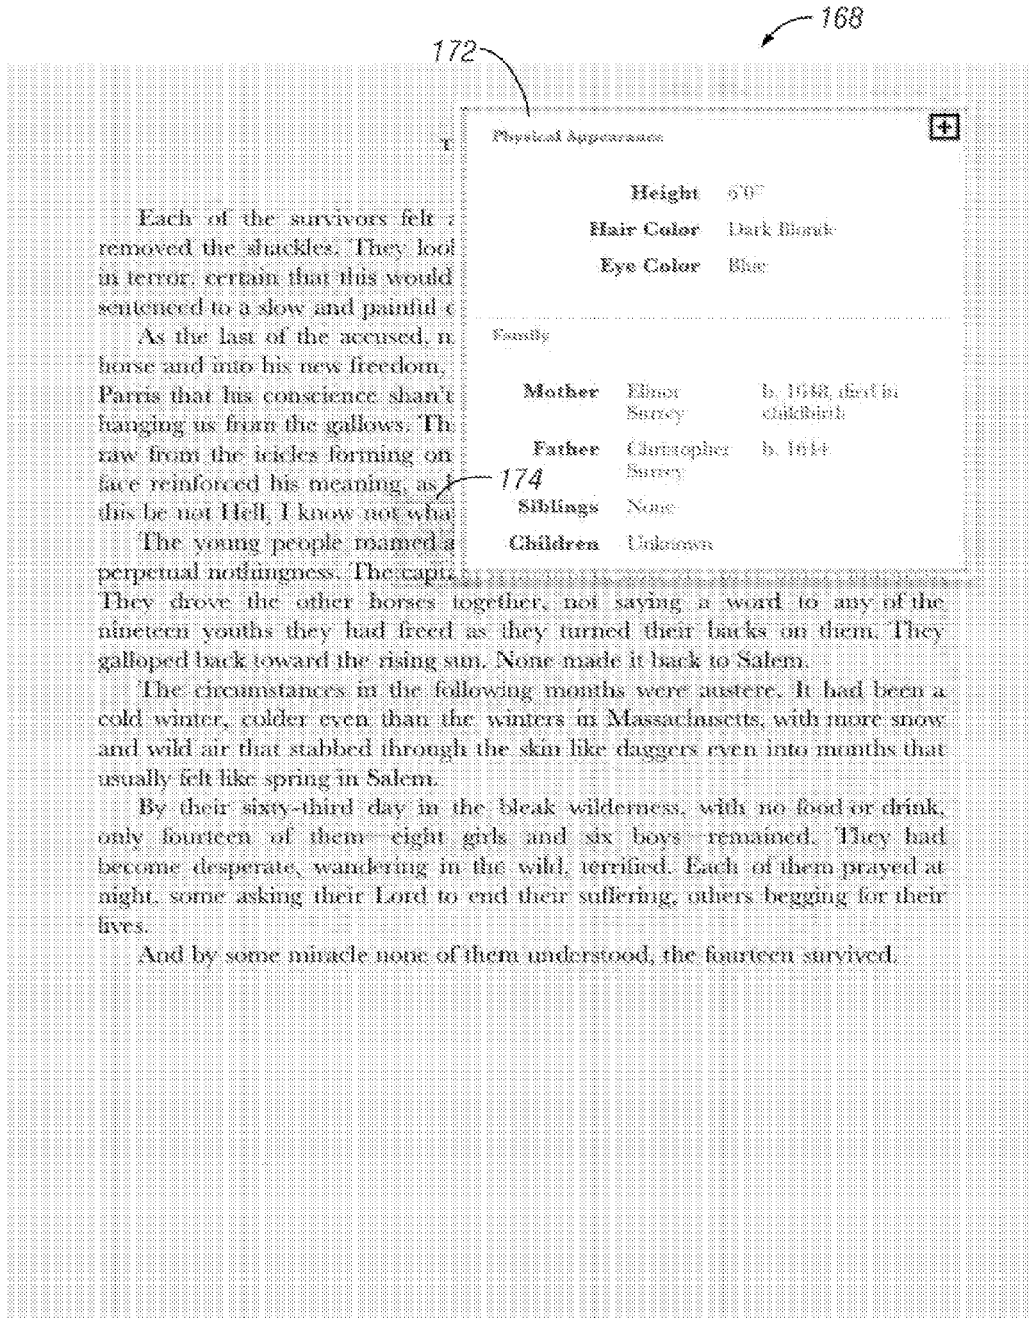 168
172
Physical Appearance
Height 6'0"
Hair Color Dark Blonde
Eye Color Blue
Family
Mother Elinor Surrey b. 1648, died in childbirth
Father Christopher Surrey b. 1614
Siblings None
Children Unknown
174
T
Each of the survivors felt a
removed the shackles. They look
in terror, certain that this would
sentenced to a slow and painful d
As the last of the accused, n
horse and into his new freedom,
Parris that his conscience shan't
hanging us from the gallows. Th
raw from the icicles forming on
face reinforced his meaning, as h
this be not Hell, I know not wha
The young people roamed a
perpetual nothingness. The capta
They drove the other horses together, not saying a word to any of the
nineteen youths they had freed as they turned their backs on them. They
galloped back toward the rising sun. None made it back to Salem.
The circumstances in the following months were austere. It had been a
cold winter, colder even than the winters in Massachusetts, with more snow
and wild air that stabbed through the skin like daggers even into months that
usually felt like spring in Salem.
By their sixty-third day in the bleak wilderness, with no food or drink,
only fourteen of them—eight girls and six boys—remained. They had
become desperate, wandering in the wild, terrified. Each of them prayed at
night, some asking their Lord to end their suffering, others begging for their
lives.
And by some miracle none of them understood, the fourteen survived.